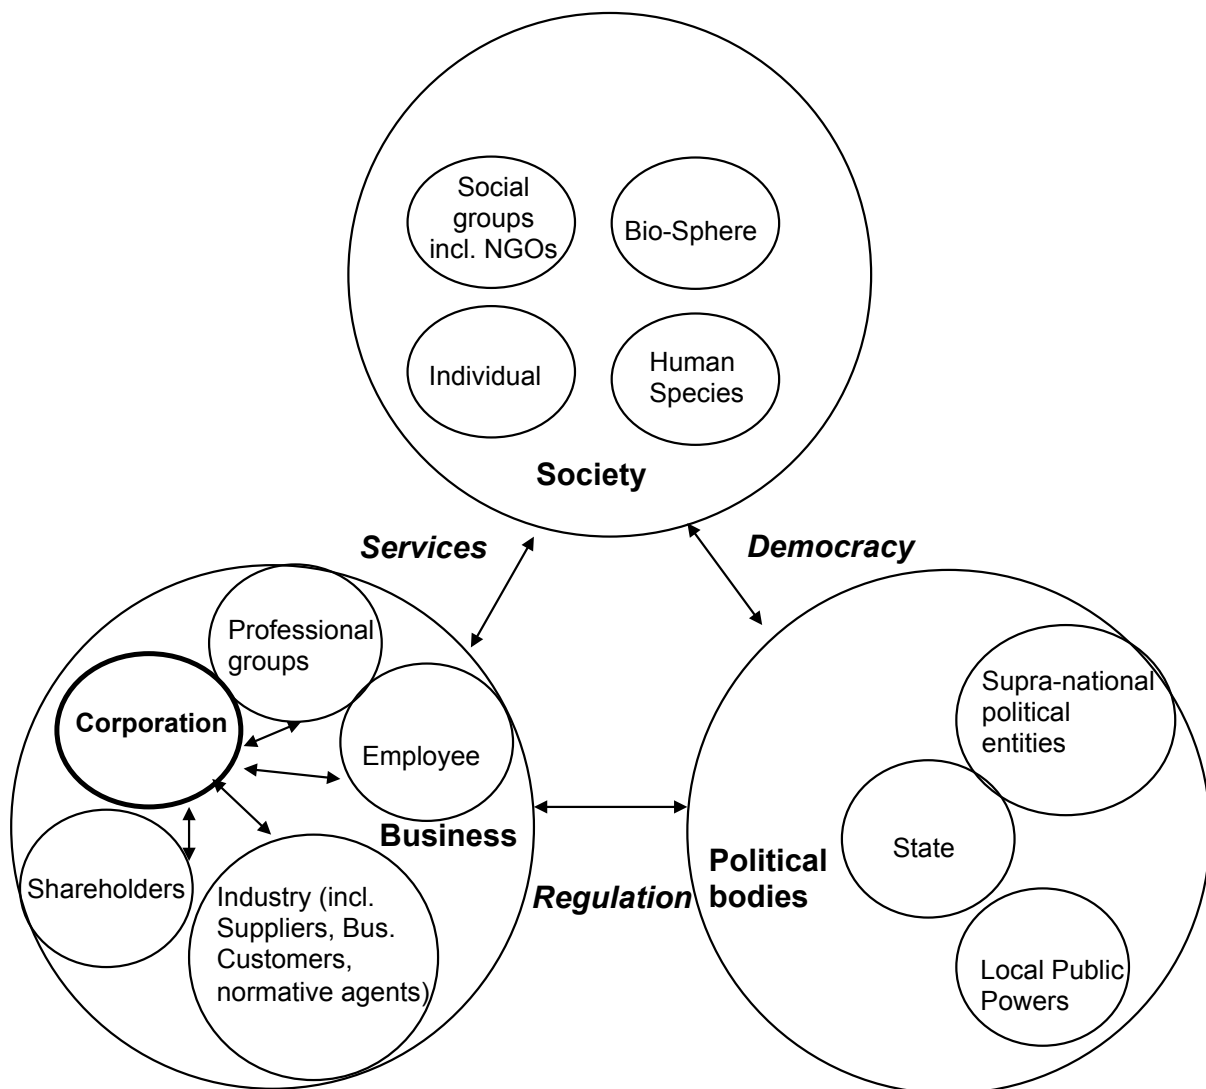 Social
groups
incl. NGOs
Bio-Sphere
Individual
Human
Species
Society
Services
Democracy
Professional
groups
Corporation
Employee
Business
Shareholders
Industry (incl.
Suppliers, Bus.
Customers,
normative agents)
Regulation
Supra-national
political
entities
State
Political
bodies
Local Public
Powers